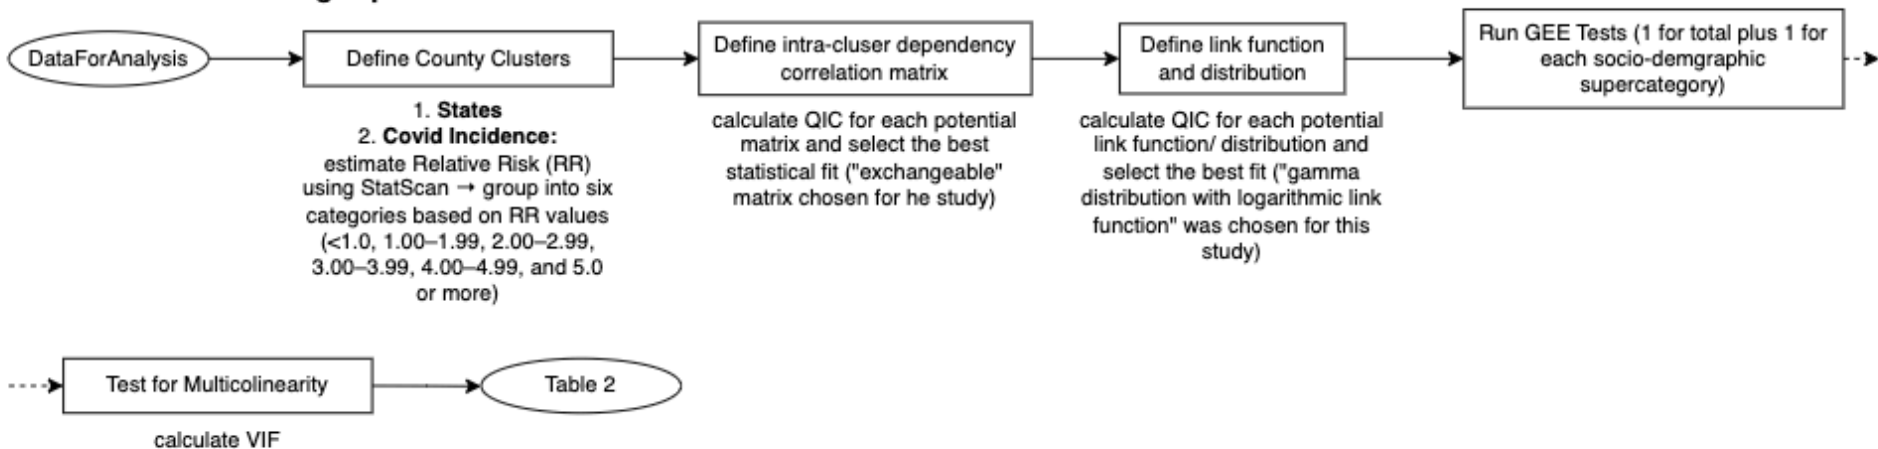 DataForAnalysis
Define County Clusters
1. States
2. Covid Incidence:
estimate Relative Risk (RR)
using StatScan → group into six
categories based on RR values
(<1.0, 1.00–1.99, 2.00–2.99,
3.00–3.99, 4.00–4.99, and 5.0
or more)
Define intra-cluser dependency
correlation matrix
calculate QIC for each potential
matrix and select the best
statistical fit ("exchangeable"
matrix chosen for he study)
Define link function
and distribution
calculate QIC for each potential
link function/ distribution and
select the best fit ("gamma
distribution with logarithmic link
function" was chosen for this
study)
Run GEE Tests (1 for total plus 1 for
each socio-demgraphic
supercategory)
Test for Multicolinearity
calculate VIF
Table 2